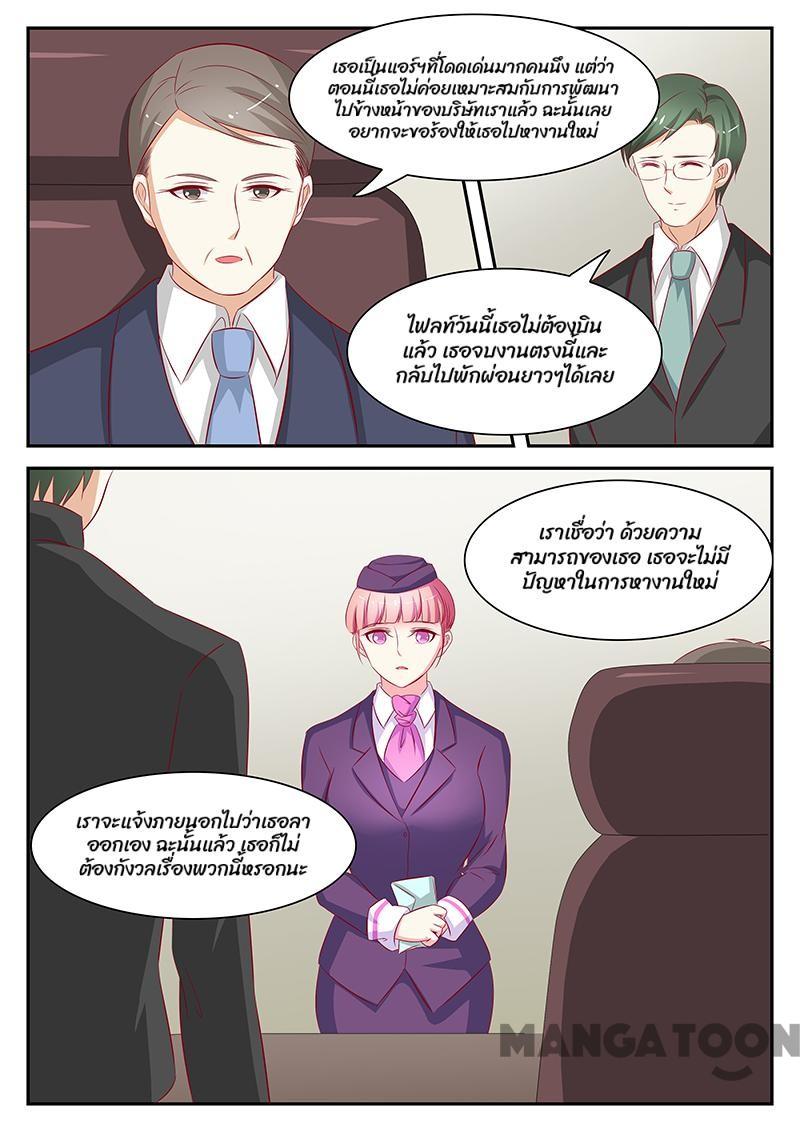 เธอเป็นแอร์ฯที่โดดเด่นมากคนนึง แต่ว่า
ตอนนี้เธอไม่ค่อยเหมาะสมกับการพัฒนา
ไปข้างหน้าของบริษัทเราแล้ว ฉะนั้นเลย
อยากจะขอร้องให้เธอไปหางานใหม่
ไฟลท์วันนี้เธอไม่ต้องบิน
แล้ว เธอจบงานตรงนี้และ
กลับไปพักผ่อนยาวๆได้เลย
เราเชื่อว่า ด้วยความ
สามารถของเธอ เธอจะไม่มี
ปัญหาในการหางานใหม่
เราจะแจ้งภายนอกไปว่าเธอลา
ออกเอง ฉะนั้นแล้ว เธอก็ไม่
ต้องกังวลเรื่องพวกนี้หรอกนะ
MANGATOON